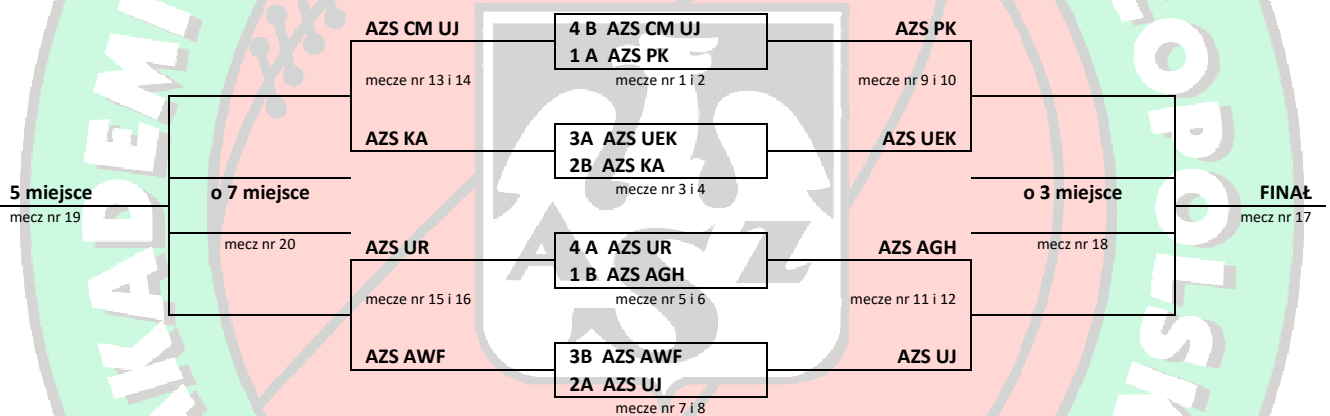 AZS CM UJ
4 B AZS CM UJ
AZS PK
1 A AZS PK
mecze nr 13 i 14
mecze nr 1 i 2
mecze nr 9 i 10
AZS KA
3A AZS UEK
AZS UEK
2B AZS KA
mecze nr 3 i 4
5 miejsce
o 7 miejsce
o 3 miejsce
FINAŁ
mecz nr 19
mecz nr 17
mecz nr 20
AZS UR
4 A AZS UR
AZS AGH
mecz nr 18
1 B AZS AGH
mecze nr 15 i 16
mecze nr 5 i 6
mecze nr 11 i 12
AZS AWF
3B AZS AWF
AZS UJ
2A AZS UJ
mecze nr 7 i 8
AKADEMI
OPOLSK
ASZ